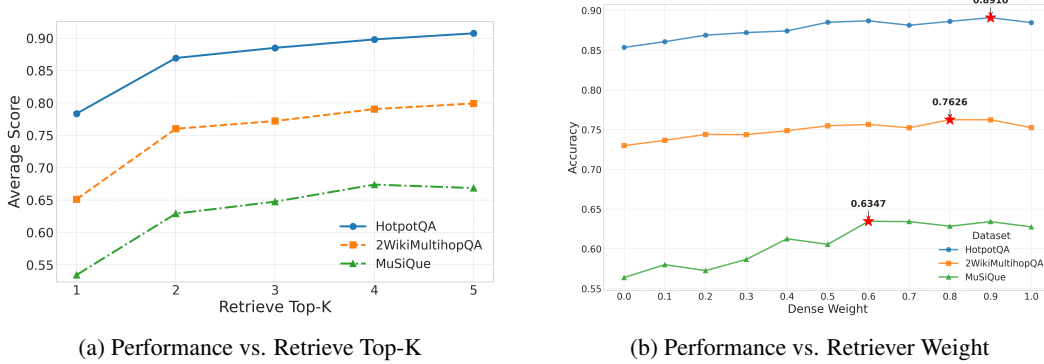 0.90
0.85
0.80
0.75
0.70
0.65
0.60
0.55
Average Score
1 2 3 4 5
Retrieve Top-K
HotpotQA
2WikiMultihopQA
MuSiQue
(a) Performance vs. Retrieve Top-K
0.90
0.85
0.80
0.75
0.70
0.65
0.60
0.55
Accuracy
0.8910
0.7626
0.6347
Dataset
HotpotQA
2WikiMultihopQA
MuSiQue
0.0 0.1 0.2 0.3 0.4 0.5 0.6 0.7 0.8 0.9 1.0
Dense Weight
(b) Performance vs. Retriever Weight